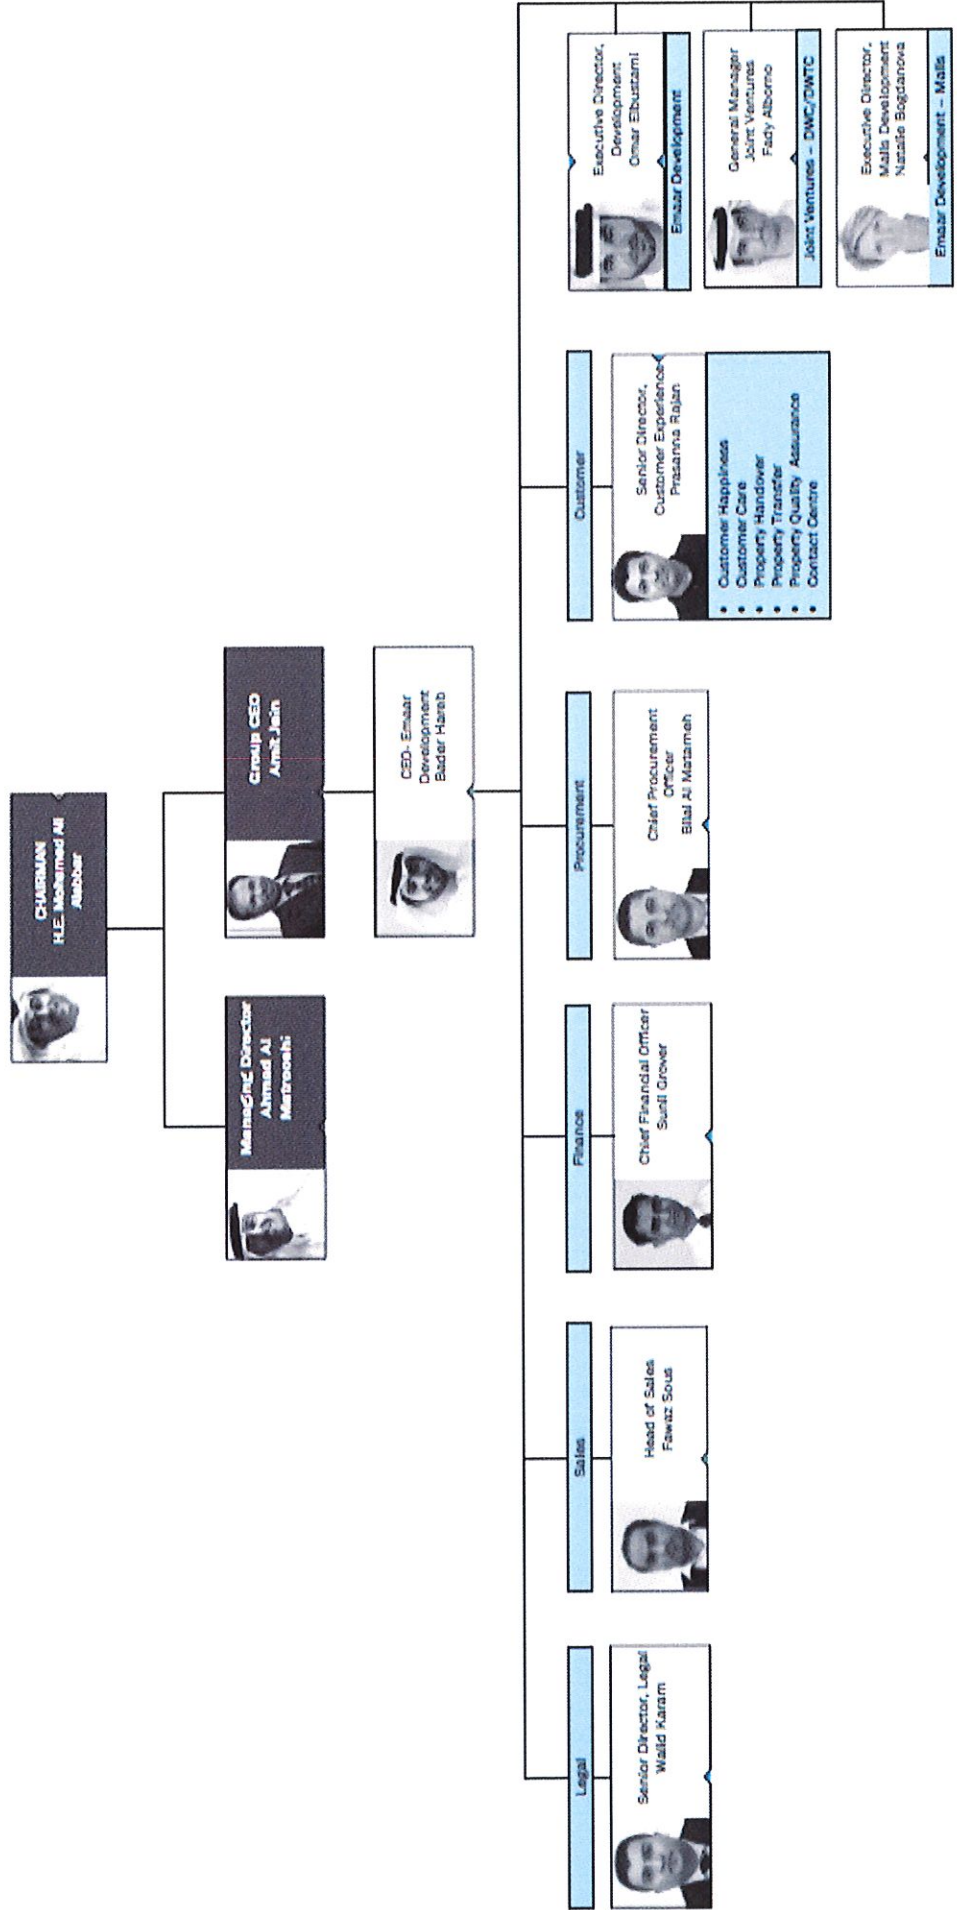 CHAIRMAN
H.E. Mohamed Ali
Alabbar
Managing Director
Ahmad Al
Matrooshi
Group CEO
Amit Jain
CEO- Emaar
Development
Bader Hareb
Legal
Senior Director, Legal
Walid Karam
Sales
Head of Sales
Fawaz Sous
Finance
Chief Financial Officer
Sunil Grover
Procurement
Chief Procurement
Officer
Bilal Al Matarneh
Customer
Senior Director,
Customer Experience
Prasanna Rajan
• Customer Happiness
• Customer Care
• Property Handover
• Property Transfer
• Property Quality Assurance
• Contact Centre
Executive Director,
Development
Omar Elbustami
Emaar Development
General Manager
Joint Ventures
Fady Alborno
Joint Ventures – DWC/DWTC
Executive Director,
Malls Development
Natalie Bogdanova
Emaar Development – Malls